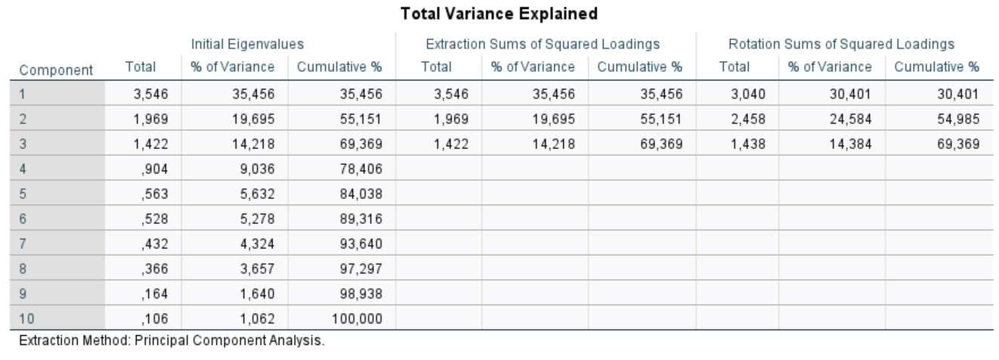 Total Variance Explained
Initial Eigenvalues Extraction Sums of Squared Loadings Rotation Sums of Squared Loadings
Component Total % of Variance Cumulative % Total % of Variance Cumulative % Total % of Variance Cumulative %
1 3,546 35,456 35,456 3,546 35,456 35,456 3,040 30,401 30,401
2 1,969 19,695 55,151 1,969 19,695 55,151 2,458 24,584 54,985
3 1,422 14,218 69,369 1,422 14,218 69,369 1,438 14,384 69,369
4 ,904 9,036 78,406
5 ,563 5,632 84,038
6 ,528 5,278 89,316
7 ,432 4,324 93,640
8 ,366 3,657 97,297
9 ,164 1,640 98,938
10 ,106 1,062 100,000
Extraction Method: Principal Component Analysis.